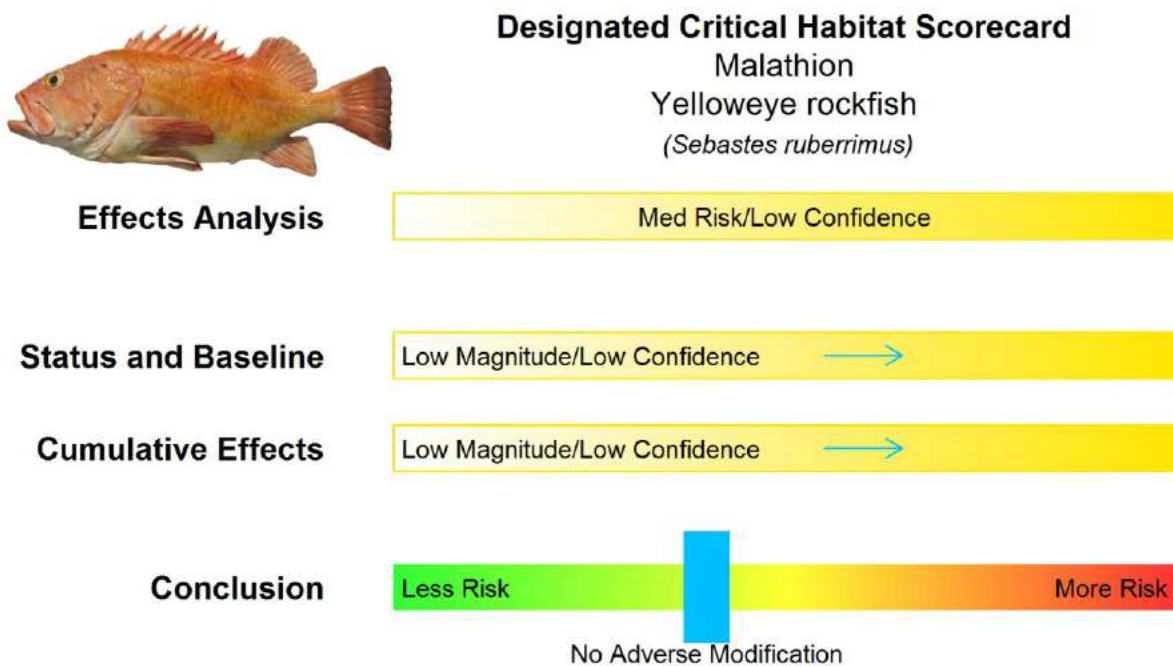 Designated Critical Habitat Scorecard
Malathion
Yelloweye rockfish
(Sebastes ruberrimus)
Effects Analysis
Med Risk/Low Confidence
Status and Baseline
Low Magnitude/Low Confidence
Cumulative Effects
Low Magnitude/Low Confidence
Conclusion
Less Risk
More Risk
No Adverse Modification